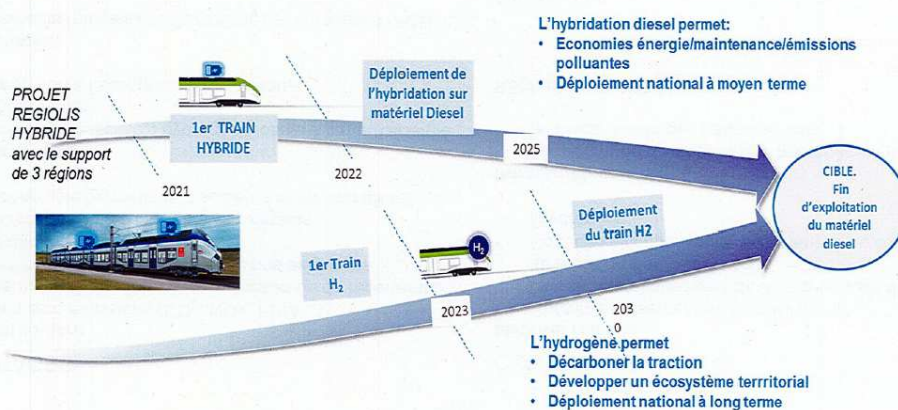 L'hybridation diesel permet:
• Economies énergie/maintenance/émissions
polluantes
• Déploiement national à moyen terme
PROJET
REGIOLIS
HYBRIDE
avec le support
de 3 régions
1er TRAIN
HYBRIDE
Déploiement de
l'hybridation sur
matériel Diesel
2021
2022
2025
CIBLE.
Fin
d'exploitation
du matériel
diesel
1er Train
H2
H2
Déploiement
du train H2
2023
203
0
L'hydrogène permet
• Décarboner la traction
• Développer un écosystème terrritorial
• Déploiement national à long terme